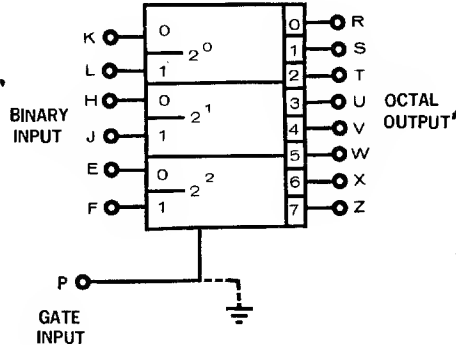 K 0 0 R
2⁰ 1 S
L 1 2 T
H 0 3 U
BINARY INPUT 2¹ OCTAL OUTPUT
J 1 4 V
E 0 5 W
2² 6 X
F 1 7 Z
P
GATE
INPUT